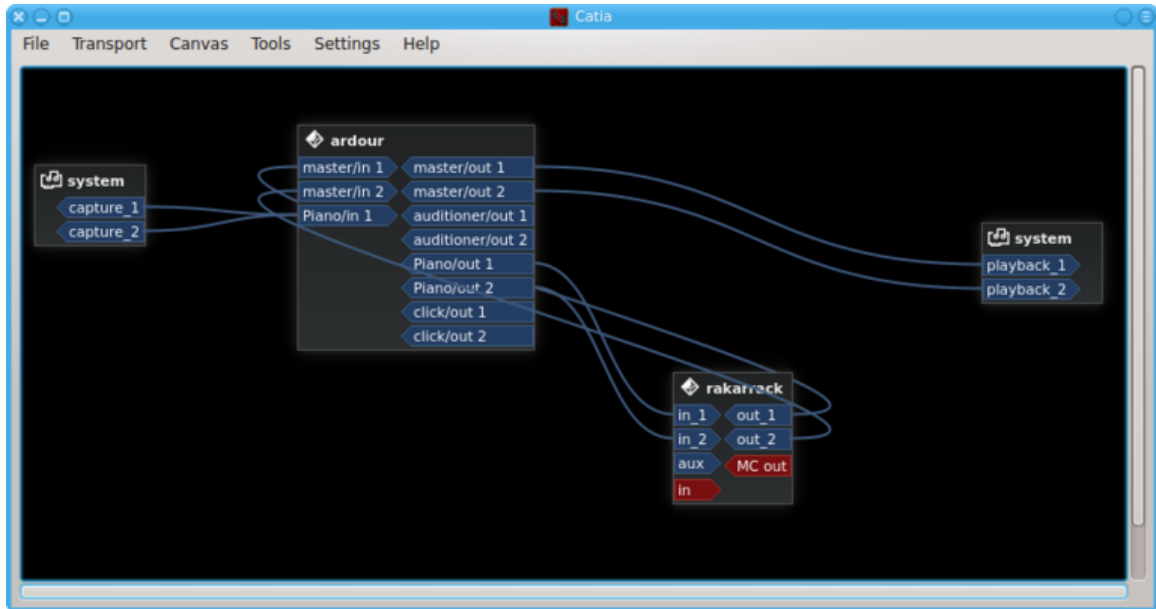 Catia
File Transport Canvas Tools Settings Help
system
capture_1
capture_2
ardour
master/in 1 master/out 1
master/in 2 master/out 2
Piano/in 1 auditioner/out 1
auditioner/out 2
Piano/out 1
Piano/out 2
click/out 1
click/out 2
system
playback_1
playback_2
rakarrack
in_1 out_1
in_2 out_2
aux MC out
in